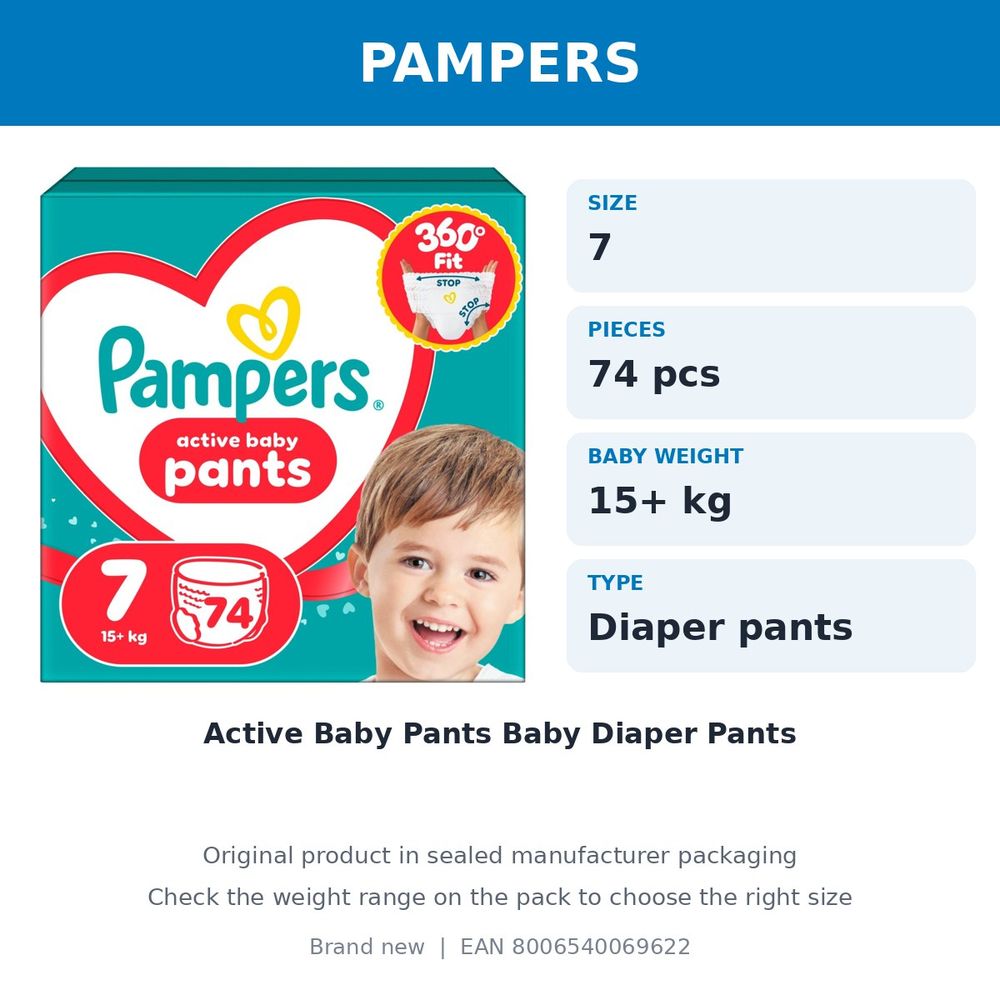 PAMPERS
360°
Fit
STOP
STOP
Pampers®
active baby
pants
7
15+ kg
74
SIZE
7
PIECES
74 pcs
BABY WEIGHT
15+ kg
TYPE
Diaper pants
Active Baby Pants Baby Diaper Pants
Original product in sealed manufacturer packaging
Check the weight range on the pack to choose the right size
Brand new | EAN 8006540069622